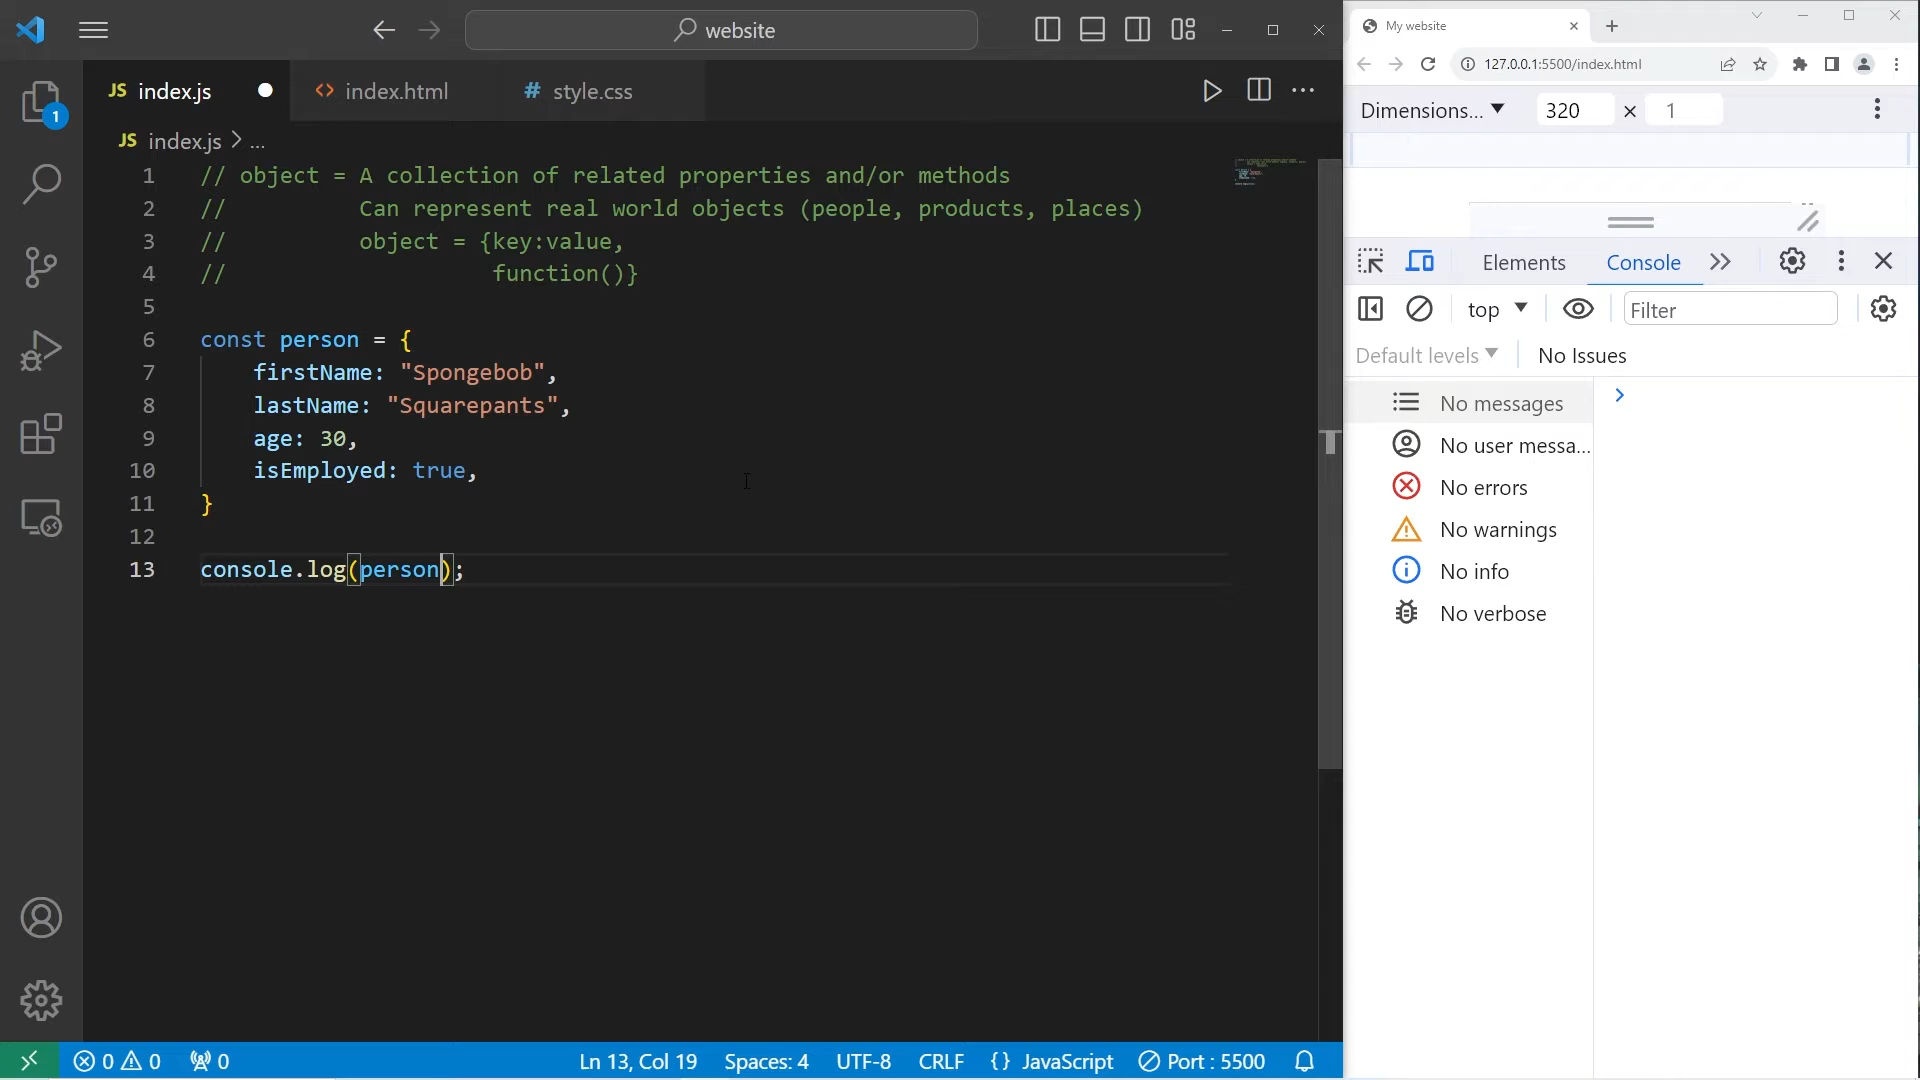 website
JS index.js
index.html
# style.css
JS index.js > ...
1 // object = A collection of related properties and/or methods
2 // Can represent real world objects (people, products, places)
3 // object = {key:value,
4 // function()}
5
6 const person = {
7 firstName: "Spongebob",
8 lastName: "Squarepants",
9 age: 30,
10 isEmployed: true,
11 }
12
13 console.log(person);
1
0 0 0
Ln 13, Col 19 Spaces: 4 UTF-8 CRLF {} JavaScript Port : 5500
My website
127.0.0.1:5500/index.html
Dimensions... 320 × 1
Elements Console
top Filter
Default levels No Issues
No messages
No user messa...
No errors
No warnings
No info
No verbose